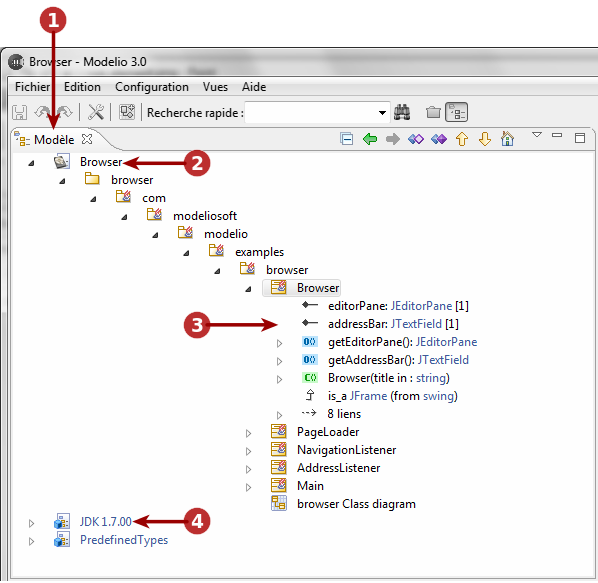 1
Browser - Modelio 3.0
Fichier Edition Configuration Vues Aide
Recherche rapide :
Modèle
Browser 2
browser
com
modeliosoft
modelio
examples
browser
Browser
editorPane: JEditorPane [1]
3 addressBar: JTextField [1]
O() getEditorPane(): JEditorPane
O() getAddressBar(): JTextField
C() Browser(title in : string)
is_a JFrame (from swing)
8 liens
PageLoader
NavigationListener
AddressListener
Main
browser Class diagram
JDK 1.7.00 4
PredefinedTypes